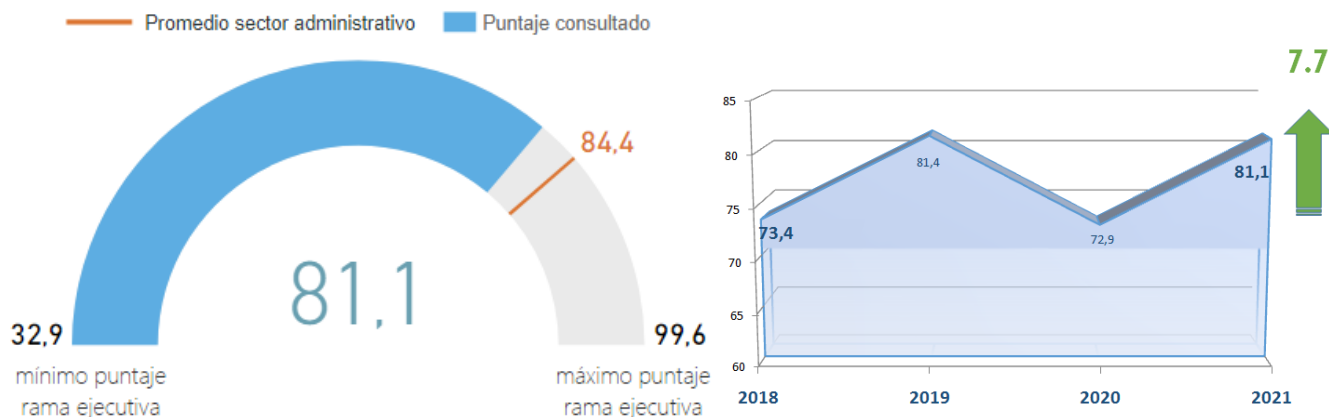 Promedio sector administrativo Puntaje consultado
84,4
81,1
32,9
99,6
mínimo puntaje
rama ejecutiva
máximo puntaje
rama ejecutiva
7.7
85
80
75
70
65
60
73,4
81,4
72,9
81,1
2018 2019 2020 2021